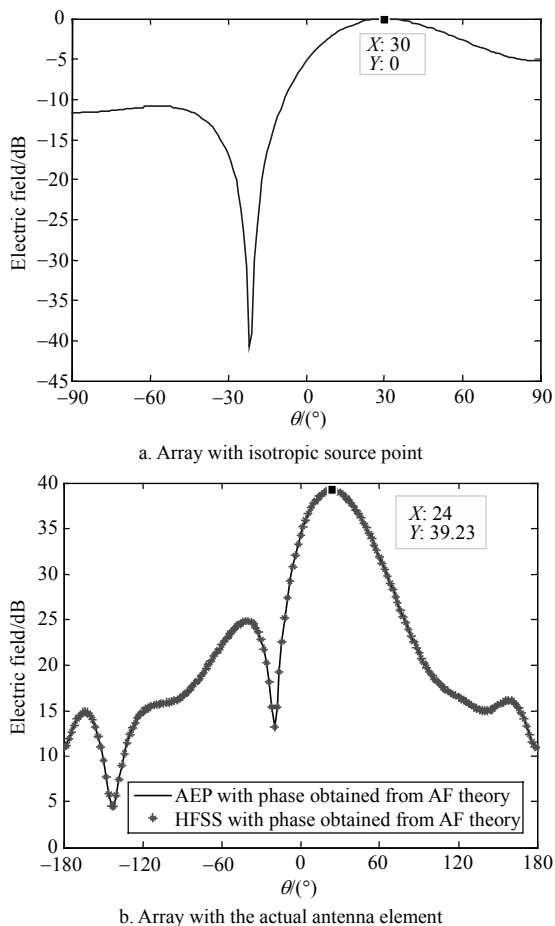 0
−5
−10
−15
−20
−25
−30
−35
−40
−45
Electric field/dB
X: 30
Y: 0
−90
−60
−30
0
30
60
90
θ/(°)
a. Array with isotropic source point
40
35
30
25
20
15
10
5
0
Electric field/dB
X: 24
Y: 39.23
AEP with phase obtained from AF theory
HFSS with phase obtained from AF theory
−180
−120
−60
0
60
120
180
θ/(°)
b. Array with the actual antenna element